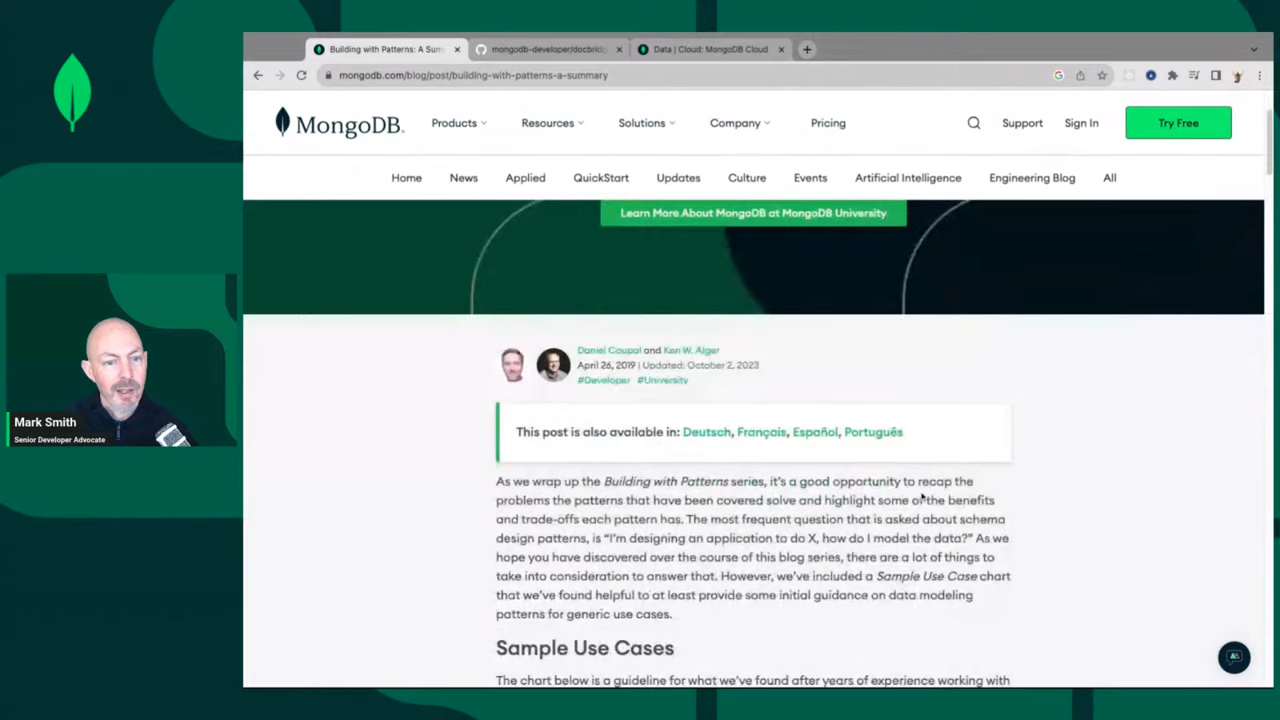 Building with Patterns: A Sum
mongodb-developer/docbridg
Data | Cloud: MongoDB Cloud
mongodb.com/blog/post/building-with-patterns-a-summary
MongoDB.
Products
Resources
Solutions
Company
Pricing
Support
Sign In
Try Free
Home
News
Applied
QuickStart
Updates
Culture
Events
Artificial Intelligence
Engineering Blog
All
Learn More About MongoDB at MongoDB University
Daniel Coupal and Ken W. Alger
April 26, 2019 | Updated: October 2, 2023
#Developer #University
This post is also available in: Deutsch, Français, Español, Português
As we wrap up the Building with Patterns series, it's a good opportunity to recap the
problems the patterns that have been covered solve and highlight some of the benefits
and trade-offs each pattern has. The most frequent question that is asked about schema
design patterns, is "I'm designing an application to do X, how do I model the data?" As we
hope you have discovered over the course of this blog series, there are a lot of things to
take into consideration to answer that. However, we've included a Sample Use Case chart
that we've found helpful to at least provide some initial guidance on data modeling
patterns for generic use cases.
Sample Use Cases
The chart below is a guideline for what we've found after years of experience working with
Mark Smith
Senior Developer Advocate